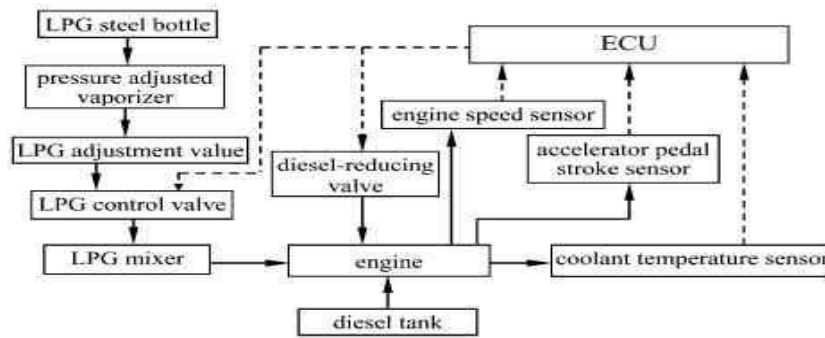 LPG steel bottle
ECU
pressure adjusted
vaporizer
engine speed sensor
LPG adjustment value
diesel-reducing
valve
accelerator pedal
stroke sensor
LPG control valve
LPG mixer
engine
coolant temperature sensor
diesel tank